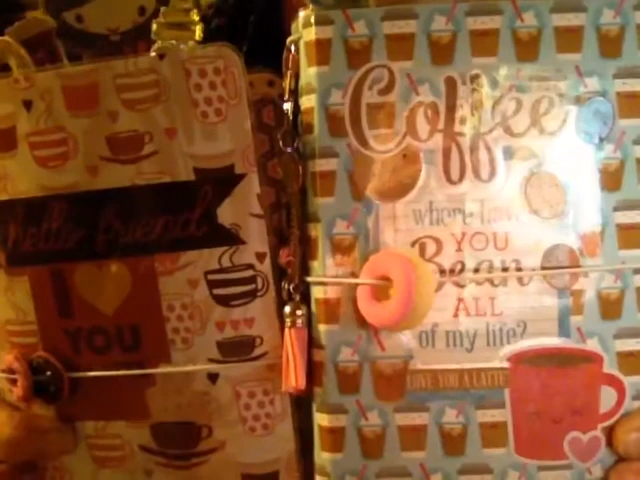 hello friend
I
YOU
Coffee
where have
YOU
Bean
ALL
of my life?
LOVE YOU A LATTE